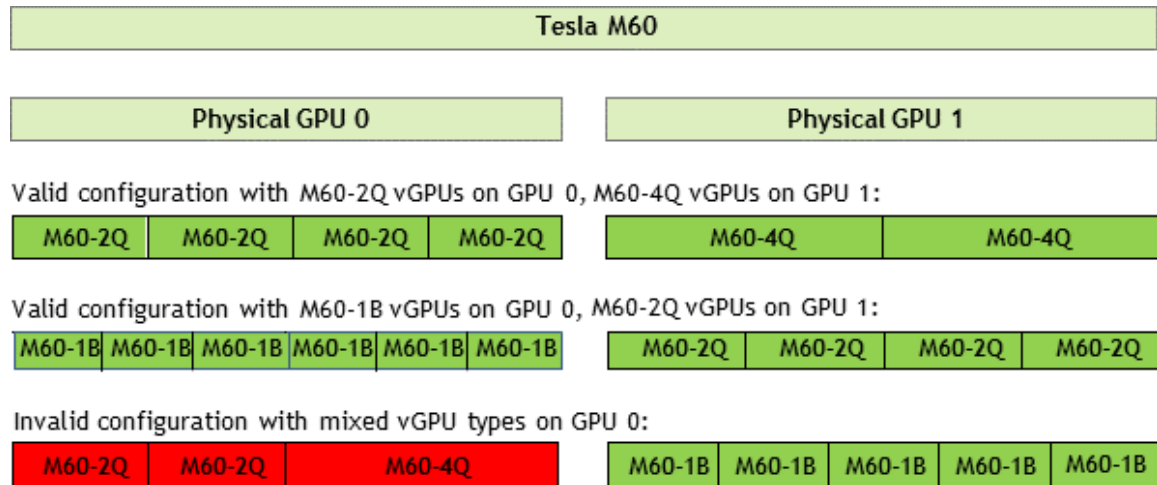 Tesla M60
Physical GPU 0 Physical GPU 1
Valid configuration with M60-2Q vGPUs on GPU 0, M60-4Q vGPUs on GPU 1:
M60-2Q M60-2Q M60-2Q M60-2Q M60-4Q M60-4Q
Valid configuration with M60-1B vGPUs on GPU 0, M60-2Q vGPUs on GPU 1:
M60-1B M60-1B M60-1B M60-1B M60-1B M60-1B M60-2Q M60-2Q M60-2Q M60-2Q
Invalid configuration with mixed vGPU types on GPU 0:
M60-2Q M60-2Q M60-4Q M60-1B M60-1B M60-1B M60-1B M60-1B